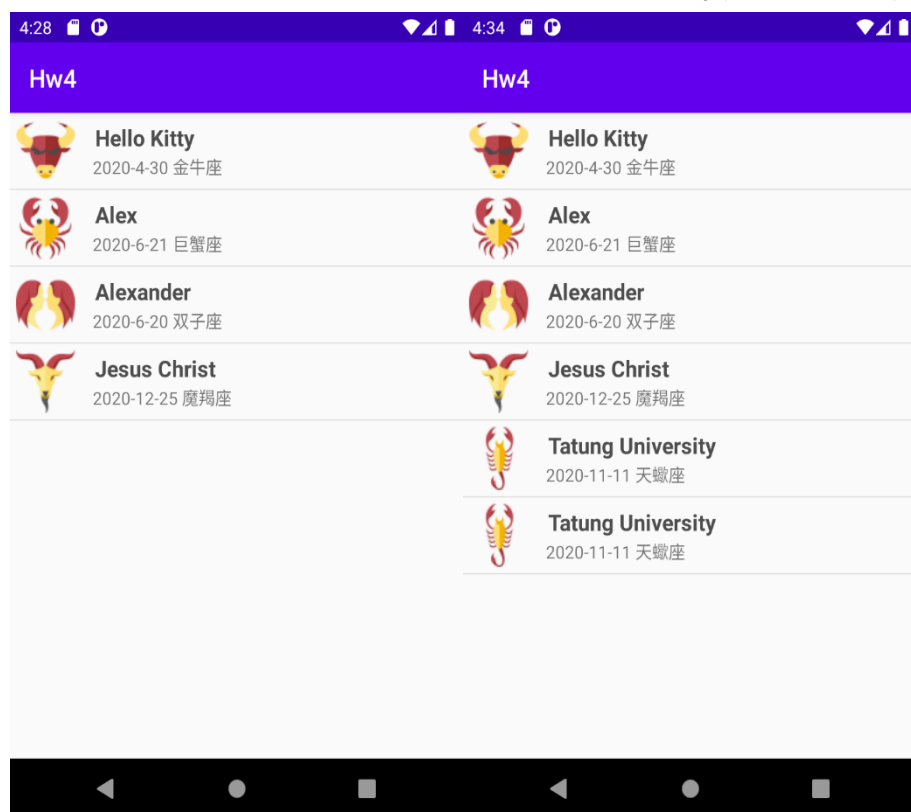 4:28
Hw4
Hello Kitty
2020-4-30 金牛座
Alex
2020-6-21 巨蟹座
Alexander
2020-6-20 双子座
Jesus Christ
2020-12-25 魔羯座
4:34
Hw4
Hello Kitty
2020-4-30 金牛座
Alex
2020-6-21 巨蟹座
Alexander
2020-6-20 双子座
Jesus Christ
2020-12-25 魔羯座
Tatung University
2020-11-11 天蠍座
Tatung University
2020-11-11 天蠍座